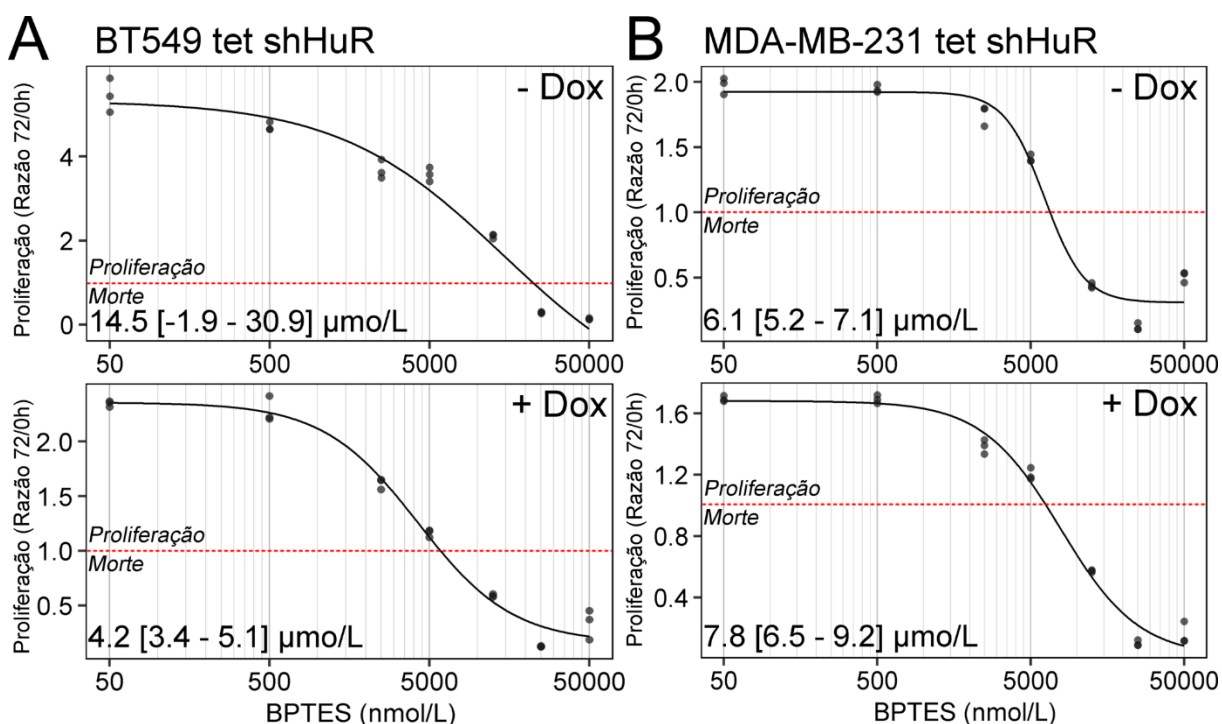 A
BT549 tet shHuR
Proliferação (Razão 72/0h)
4
2
0
- Dox
Proliferação
Morte
14.5 [-1.9 - 30.9] µmo/L
50
500
5000
50000
Proliferação (Razão 72/0h)
2.0
1.5
1.0
0.5
+ Dox
Proliferação
Morte
4.2 [3.4 - 5.1] µmo/L
50
500
5000
50000
BPTES (nmol/L)
B
MDA-MB-231 tet shHuR
Proliferação (Razão 72/0h)
2.0
1.5
1.0
0.5
- Dox
Proliferação
Morte
6.1 [5.2 - 7.1] µmo/L
50
500
5000
50000
Proliferação (Razão 72/0h)
1.6
1.2
0.8
0.4
+ Dox
Proliferação
Morte
7.8 [6.5 - 9.2] µmo/L
50
500
5000
50000
BPTES (nmol/L)